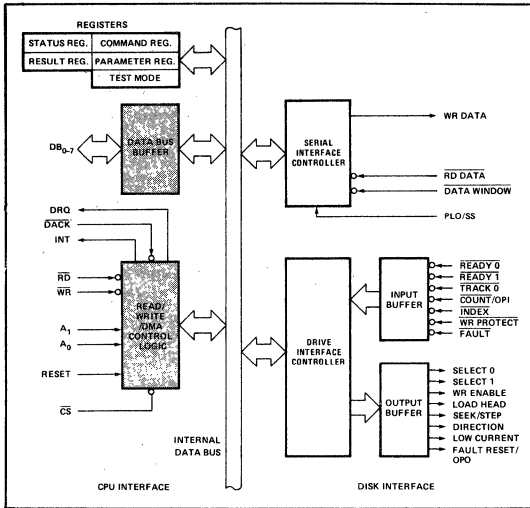 REGISTERS
STATUS REG. COMMAND REG.
RESULT REG. PARAMETER REG.
TEST MODE
DB0-7
DATA BUS
BUFFER
DRQ
DACK
INT
RD
WR
A1
A0
RESET
CS
READ/
WRITE
/DMA
CONTROL
LOGIC
INTERNAL
DATA BUS
CPU INTERFACE
SERIAL
INTERFACE
CONTROLLER
WR DATA
RD DATA
DATA WINDOW
PLO/SS
DRIVE
INTERFACE
CONTROLLER
INPUT
BUFFER
READY 0
READY 1
TRACK 0
COUNT/OPI
INDEX
WR PROTECT
FAULT
OUTPUT
BUFFER
SELECT 0
SELECT 1
WR ENABLE
LOAD HEAD
SEEK/STEP
DIRECTION
LOW CURRENT
FAULT RESET/
OPO
DISK INTERFACE